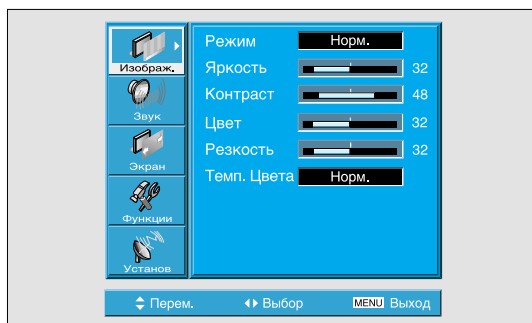 Изображ.
Звук
Экран
Функции
Установ
Режим Норм.
Яркость 32
Контраст 48
Цвет 32
Резкость 32
Темп. Цвета Норм.
Перем. Выбор MENU Выход